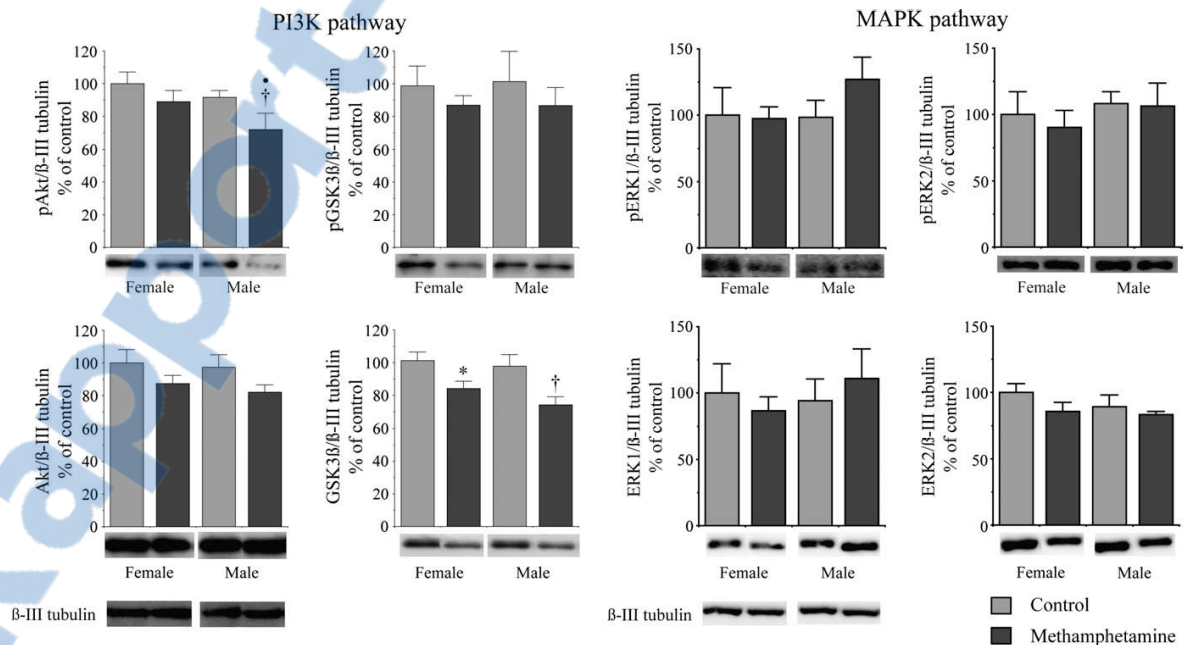 PI3K pathway
MAPK pathway
pAkt/ß-III tubulin
% of control
120
100
80
60
40
20
0
•
†
Female
Male
pGSK3ß/ß-III tubulin
% of control
120
100
80
60
40
20
0
Female
Male
pERK1/ß-III tubulin
% of control
150
100
50
0
Female
Male
pERK2/ß-III tubulin
% of control
150
100
50
0
Female
Male
Akt/ß-III tubulin
% of control
120
100
80
60
40
20
0
Female
Male
GSK3ß/ß-III tubulin
% of control
120
100
80
60
40
20
0
*
†
Female
Male
ERK1/ß-III tubulin
% of control
150
100
50
0
Female
Male
ERK2/ß-III tubulin
% of control
150
100
50
0
Female
Male
ß-III tubulin
ß-III tubulin
Control
Methamphetamine